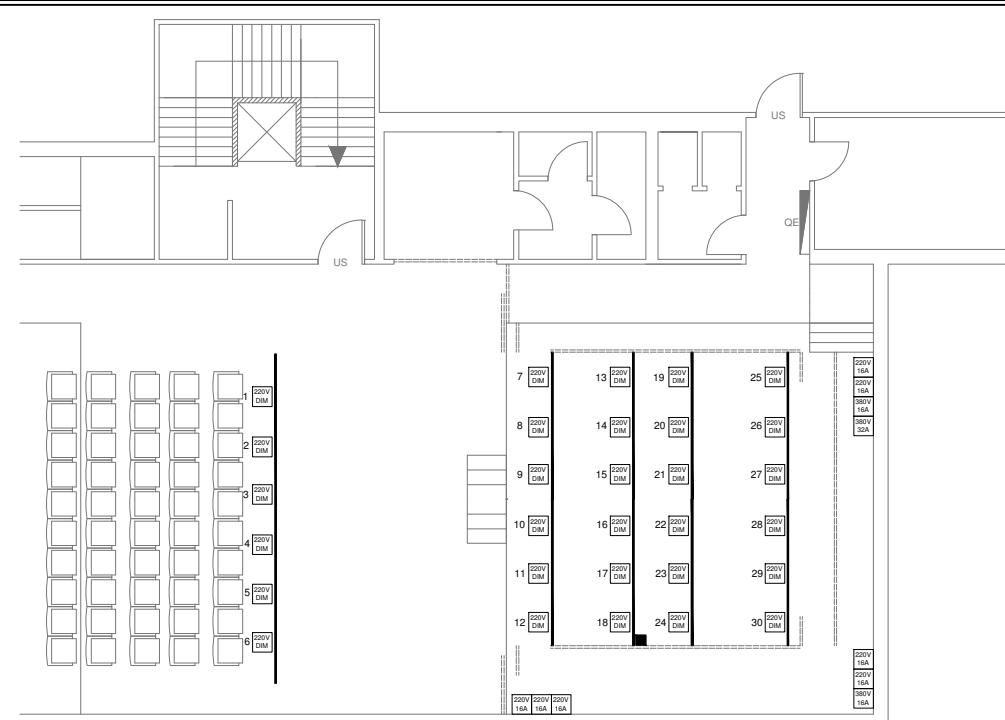 US
QE
US
220V
16A
220V
16A
380V
16A
380V
32A
7 220V
DIM
13 220V
DIM
19 220V
DIM
25 220V
DIM
1 220V
DIM
8 220V
DIM
14 220V
DIM
20 220V
DIM
26 220V
DIM
2 220V
DIM
9 220V
DIM
15 220V
DIM
21 220V
DIM
27 220V
DIM
3 220V
DIM
10 220V
DIM
16 220V
DIM
22 220V
DIM
28 220V
DIM
4 220V
DIM
11 220V
DIM
17 220V
DIM
23 220V
DIM
29 220V
DIM
5 220V
DIM
12 220V
DIM
18 220V
DIM
24 220V
DIM
30 220V
DIM
6 220V
DIM
220V
16A
220V
16A
380V
16A
220V 220V 220V
16A 16A 16A